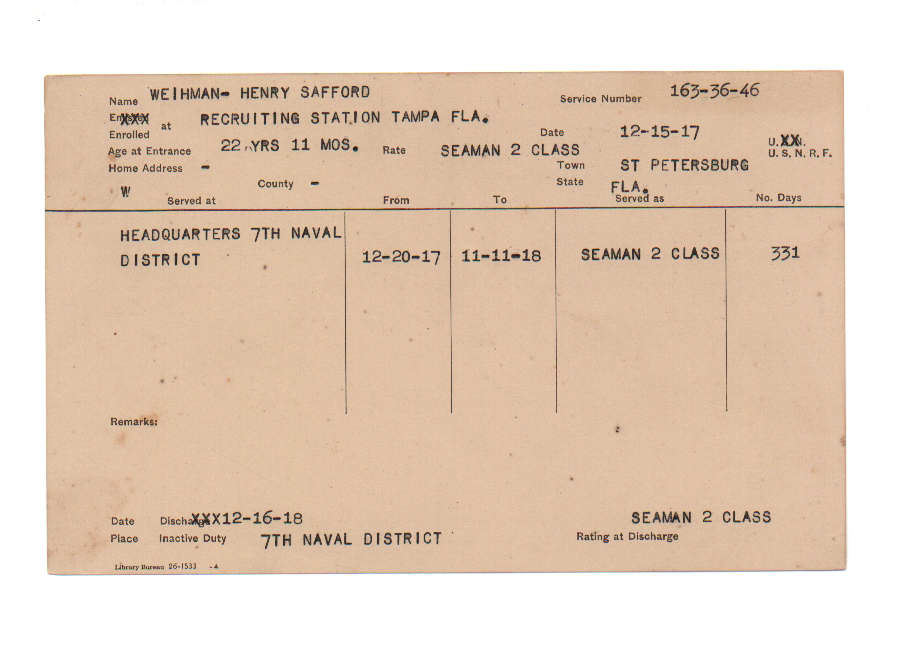 Name WEIHMAN- HENRY SAFFORD Service Number 163-36-46
Enlisted
Enrolled at RECRUITING STATION TAMPA FLA. Date 12-15-17
Age at Entrance 22 YRS 11 MOS. Rate SEAMAN 2 CLASS U.S.N.
U.S.N.R.F.
Home Address - Town ST PETERSBURG
W County - State FLA.
Served at From To Served as No. Days
HEADQUARTERS 7TH NAVAL
DISTRICT 12-20-17 11-11-18 SEAMAN 2 CLASS 331
Remarks:
Date Discharge XXX12-16-18 SEAMAN 2 CLASS
Place Inactive Duty 7TH NAVAL DISTRICT Rating at Discharge
Library Bureau 26-1533 -A